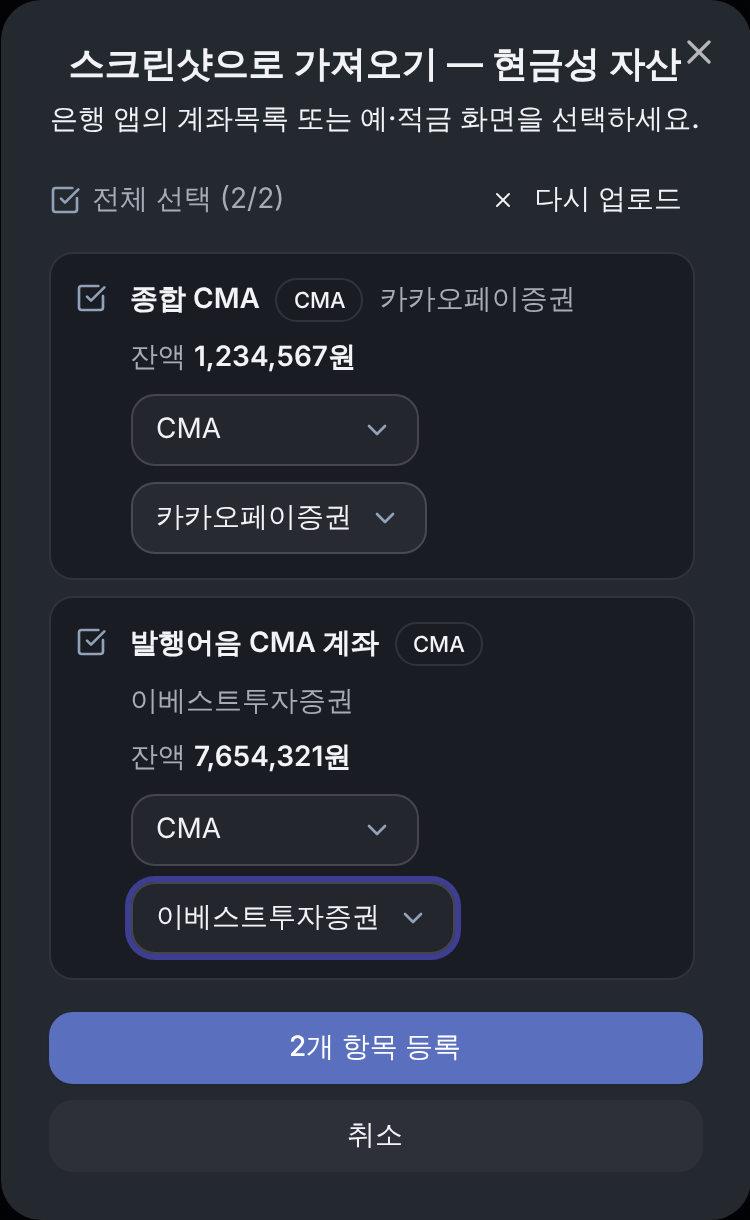 스크린샷으로 가져오기 — 현금성 자산
은행 앱의 계좌목록 또는 예·적금 화면을 선택하세요.
전체 선택 (2/2)
다시 업로드
종합 CMA CMA 카카오페이증권
잔액 1,234,567원
CMA
카카오페이증권
발행어음 CMA 계좌 CMA
이베스트투자증권
잔액 7,654,321원
CMA
이베스트투자증권
2개 항목 등록
취소